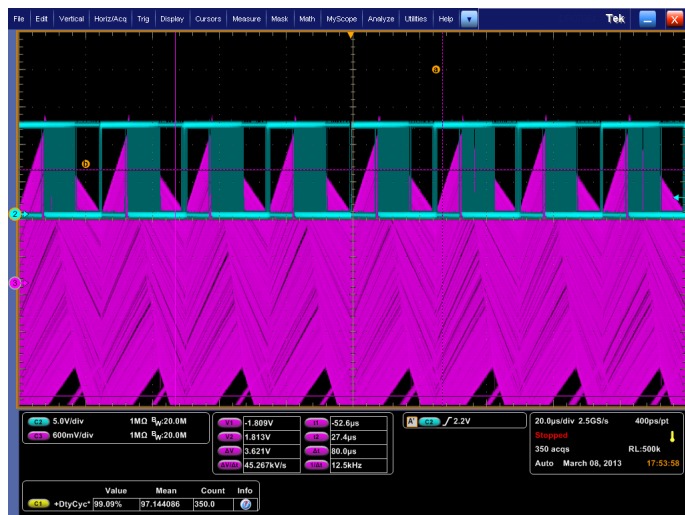 File Edit Vertical Horiz/Acq Trig Display Cursors Measure Mask Math MyScope Analyze Utilities Help Tek X
a
b
2
3
C2 5.0V/div 1MΩ BW:20.0M
C3 600mV/div 1MΩ BW:20.0M
V1 -1.809V t1 -52.6µs
V2 1.813V t2 27.4µs
ΔV 3.621V Δt 80.0µs
ΔV/Δt 45.267kV/s 1/Δt 12.5kHz
A' C2 2.2V
20.0µs/div 2.5GS/s 400ps/pt
Stopped
350 acqs RL:500k
Auto March 08, 2013 17:53:58
Value Mean Count Info
C1 +DtyCyc* 99.09% 97.144086 350.0